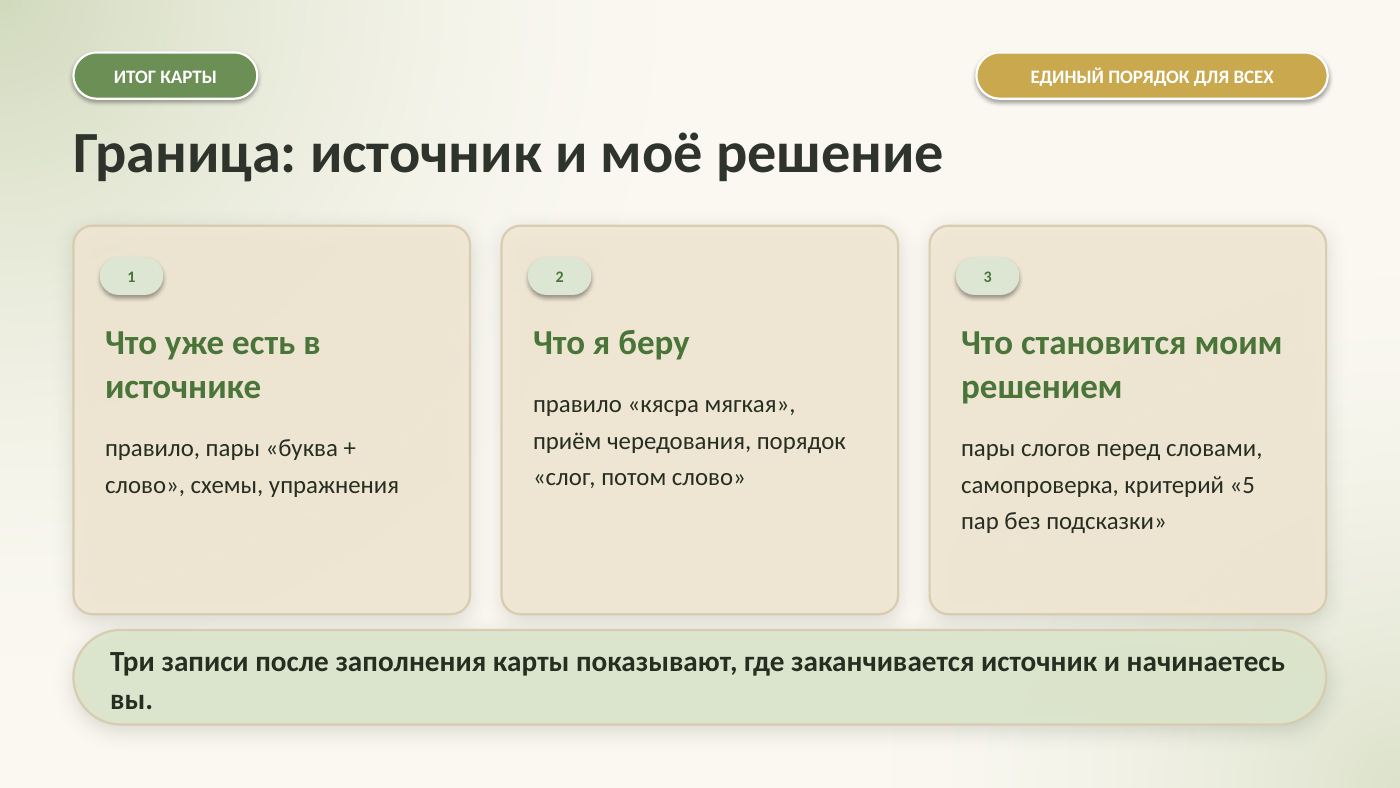 ИТОГ КАРТЫ
ЕДИНЫЙ ПОРЯДОК ДЛЯ ВСЕХ
Граница: источник и моё решение
1
Что уже есть в
источнике
правило, пары «буква +
слово», схемы, упражнения
2
Что я беру
правило «кясра мягкая»,
приём чередования, порядок
«слог, потом слово»
3
Что становится моим
решением
пары слогов перед словами,
самопроверка, критерий «5
пар без подсказки»
Три записи после заполнения карты показывают, где заканчивается источник и начинаетесь
вы.